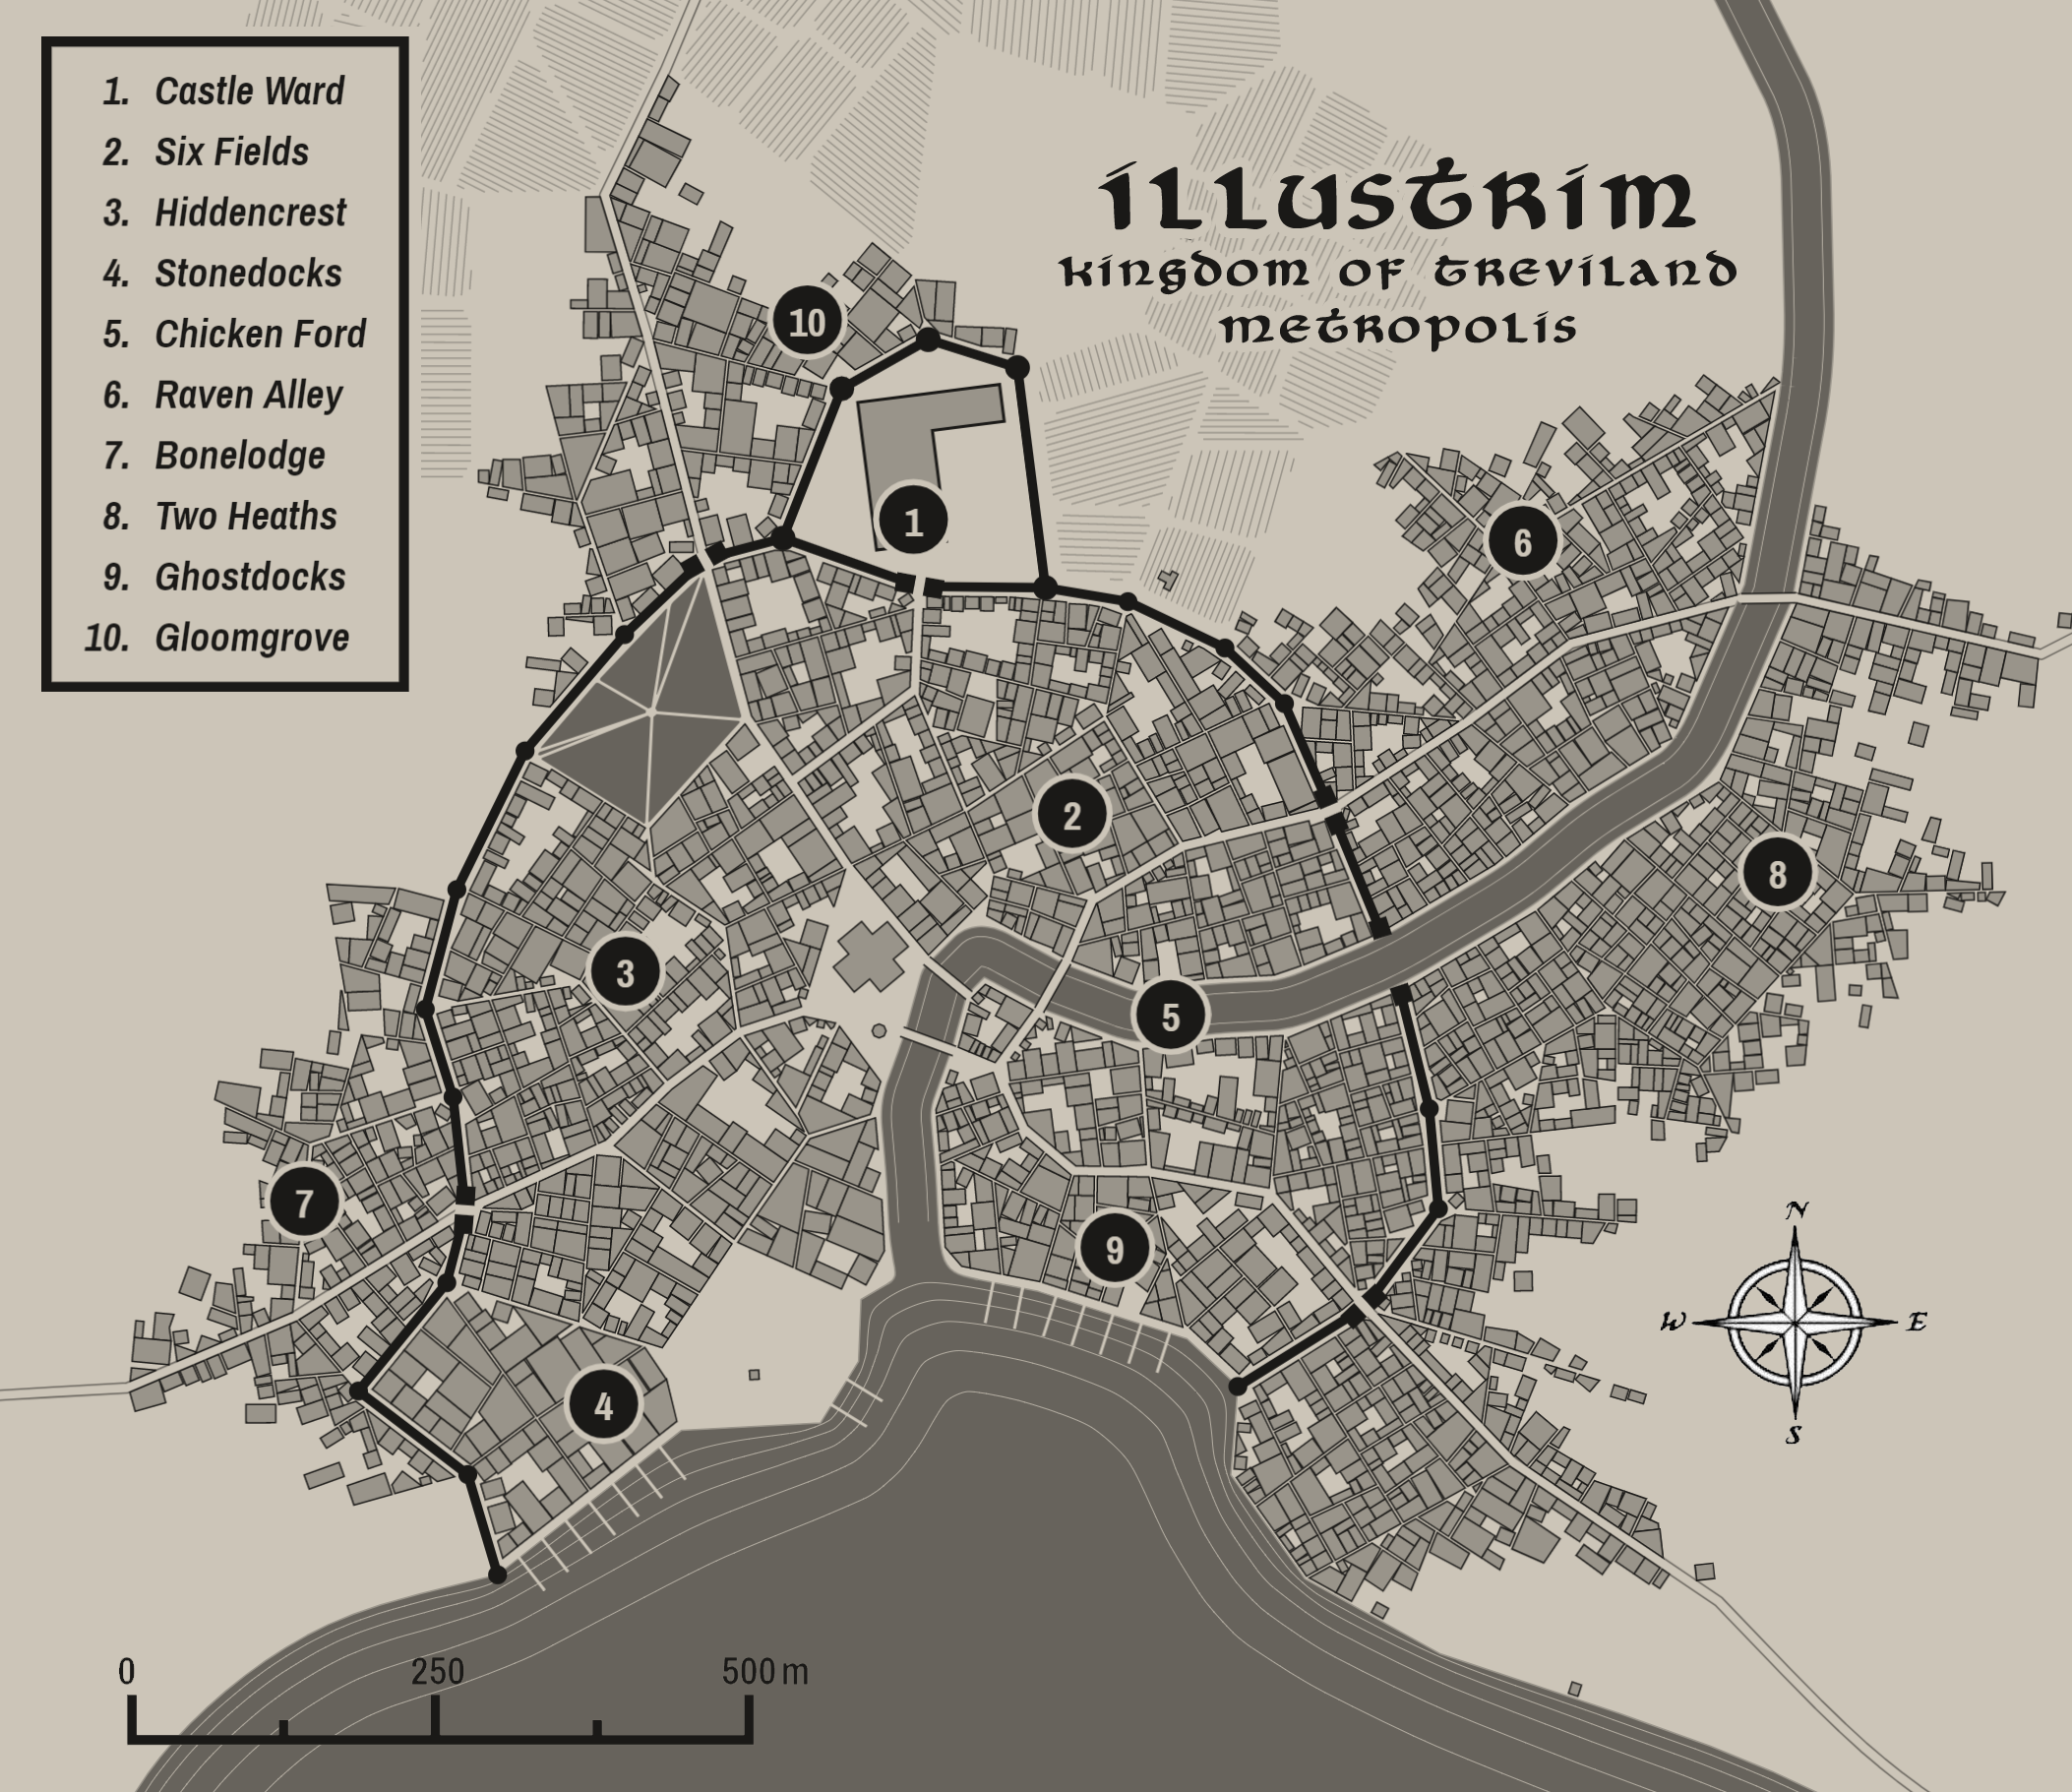 1. Castle Ward
2. Six Fields
3. Hiddencrest
4. Stonedocks
5. Chicken Ford
6. Raven Alley
7. Bonelodge
8. Two Heaths
9. Ghostdocks
10. Gloomgrove
Illustrim
Kingdom of Treviland
Metropolis
10
1
6
2
8
3
5
7
9
4
N
W E
S
0 250 500 m